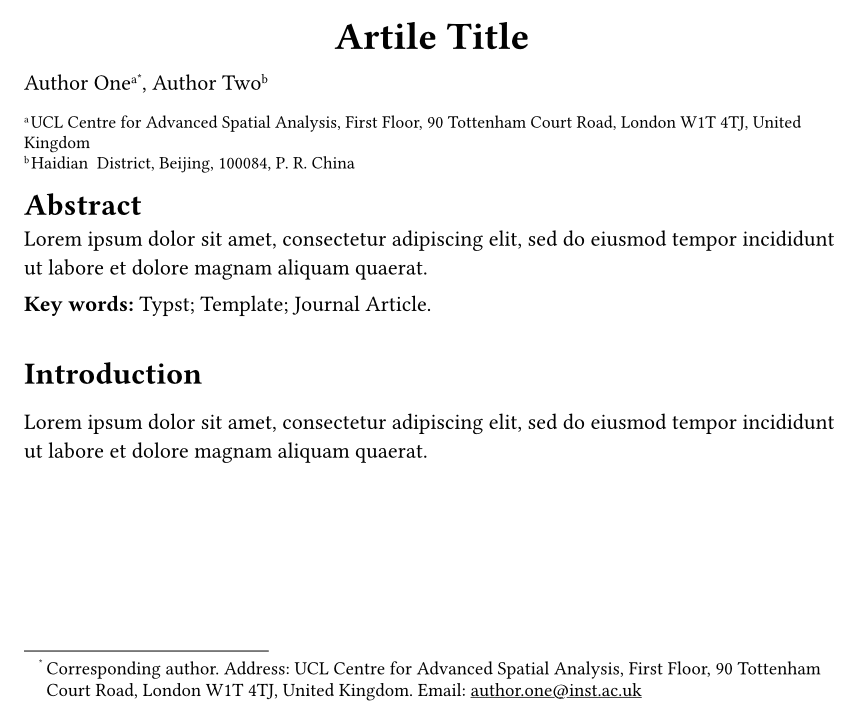 Artile Title
Author Oneᵃ*, Author Twoᵇ
ᵃUCL Centre for Advanced Spatial Analysis, First Floor, 90 Tottenham Court Road, London W1T 4TJ, United
Kingdom
ᵇHaidian District, Beijing, 100084, P. R. China
Abstract
Lorem ipsum dolor sit amet, consectetur adipiscing elit, sed do eiusmod tempor incididunt
ut labore et dolore magnam aliquam quaerat.
Key words: Typst; Template; Journal Article.
Introduction
Lorem ipsum dolor sit amet, consectetur adipiscing elit, sed do eiusmod tempor incididunt
ut labore et dolore magnam aliquam quaerat.
* Corresponding author. Address: UCL Centre for Advanced Spatial Analysis, First Floor, 90 Tottenham
Court Road, London W1T 4TJ, United Kingdom. Email: author.one@inst.ac.uk